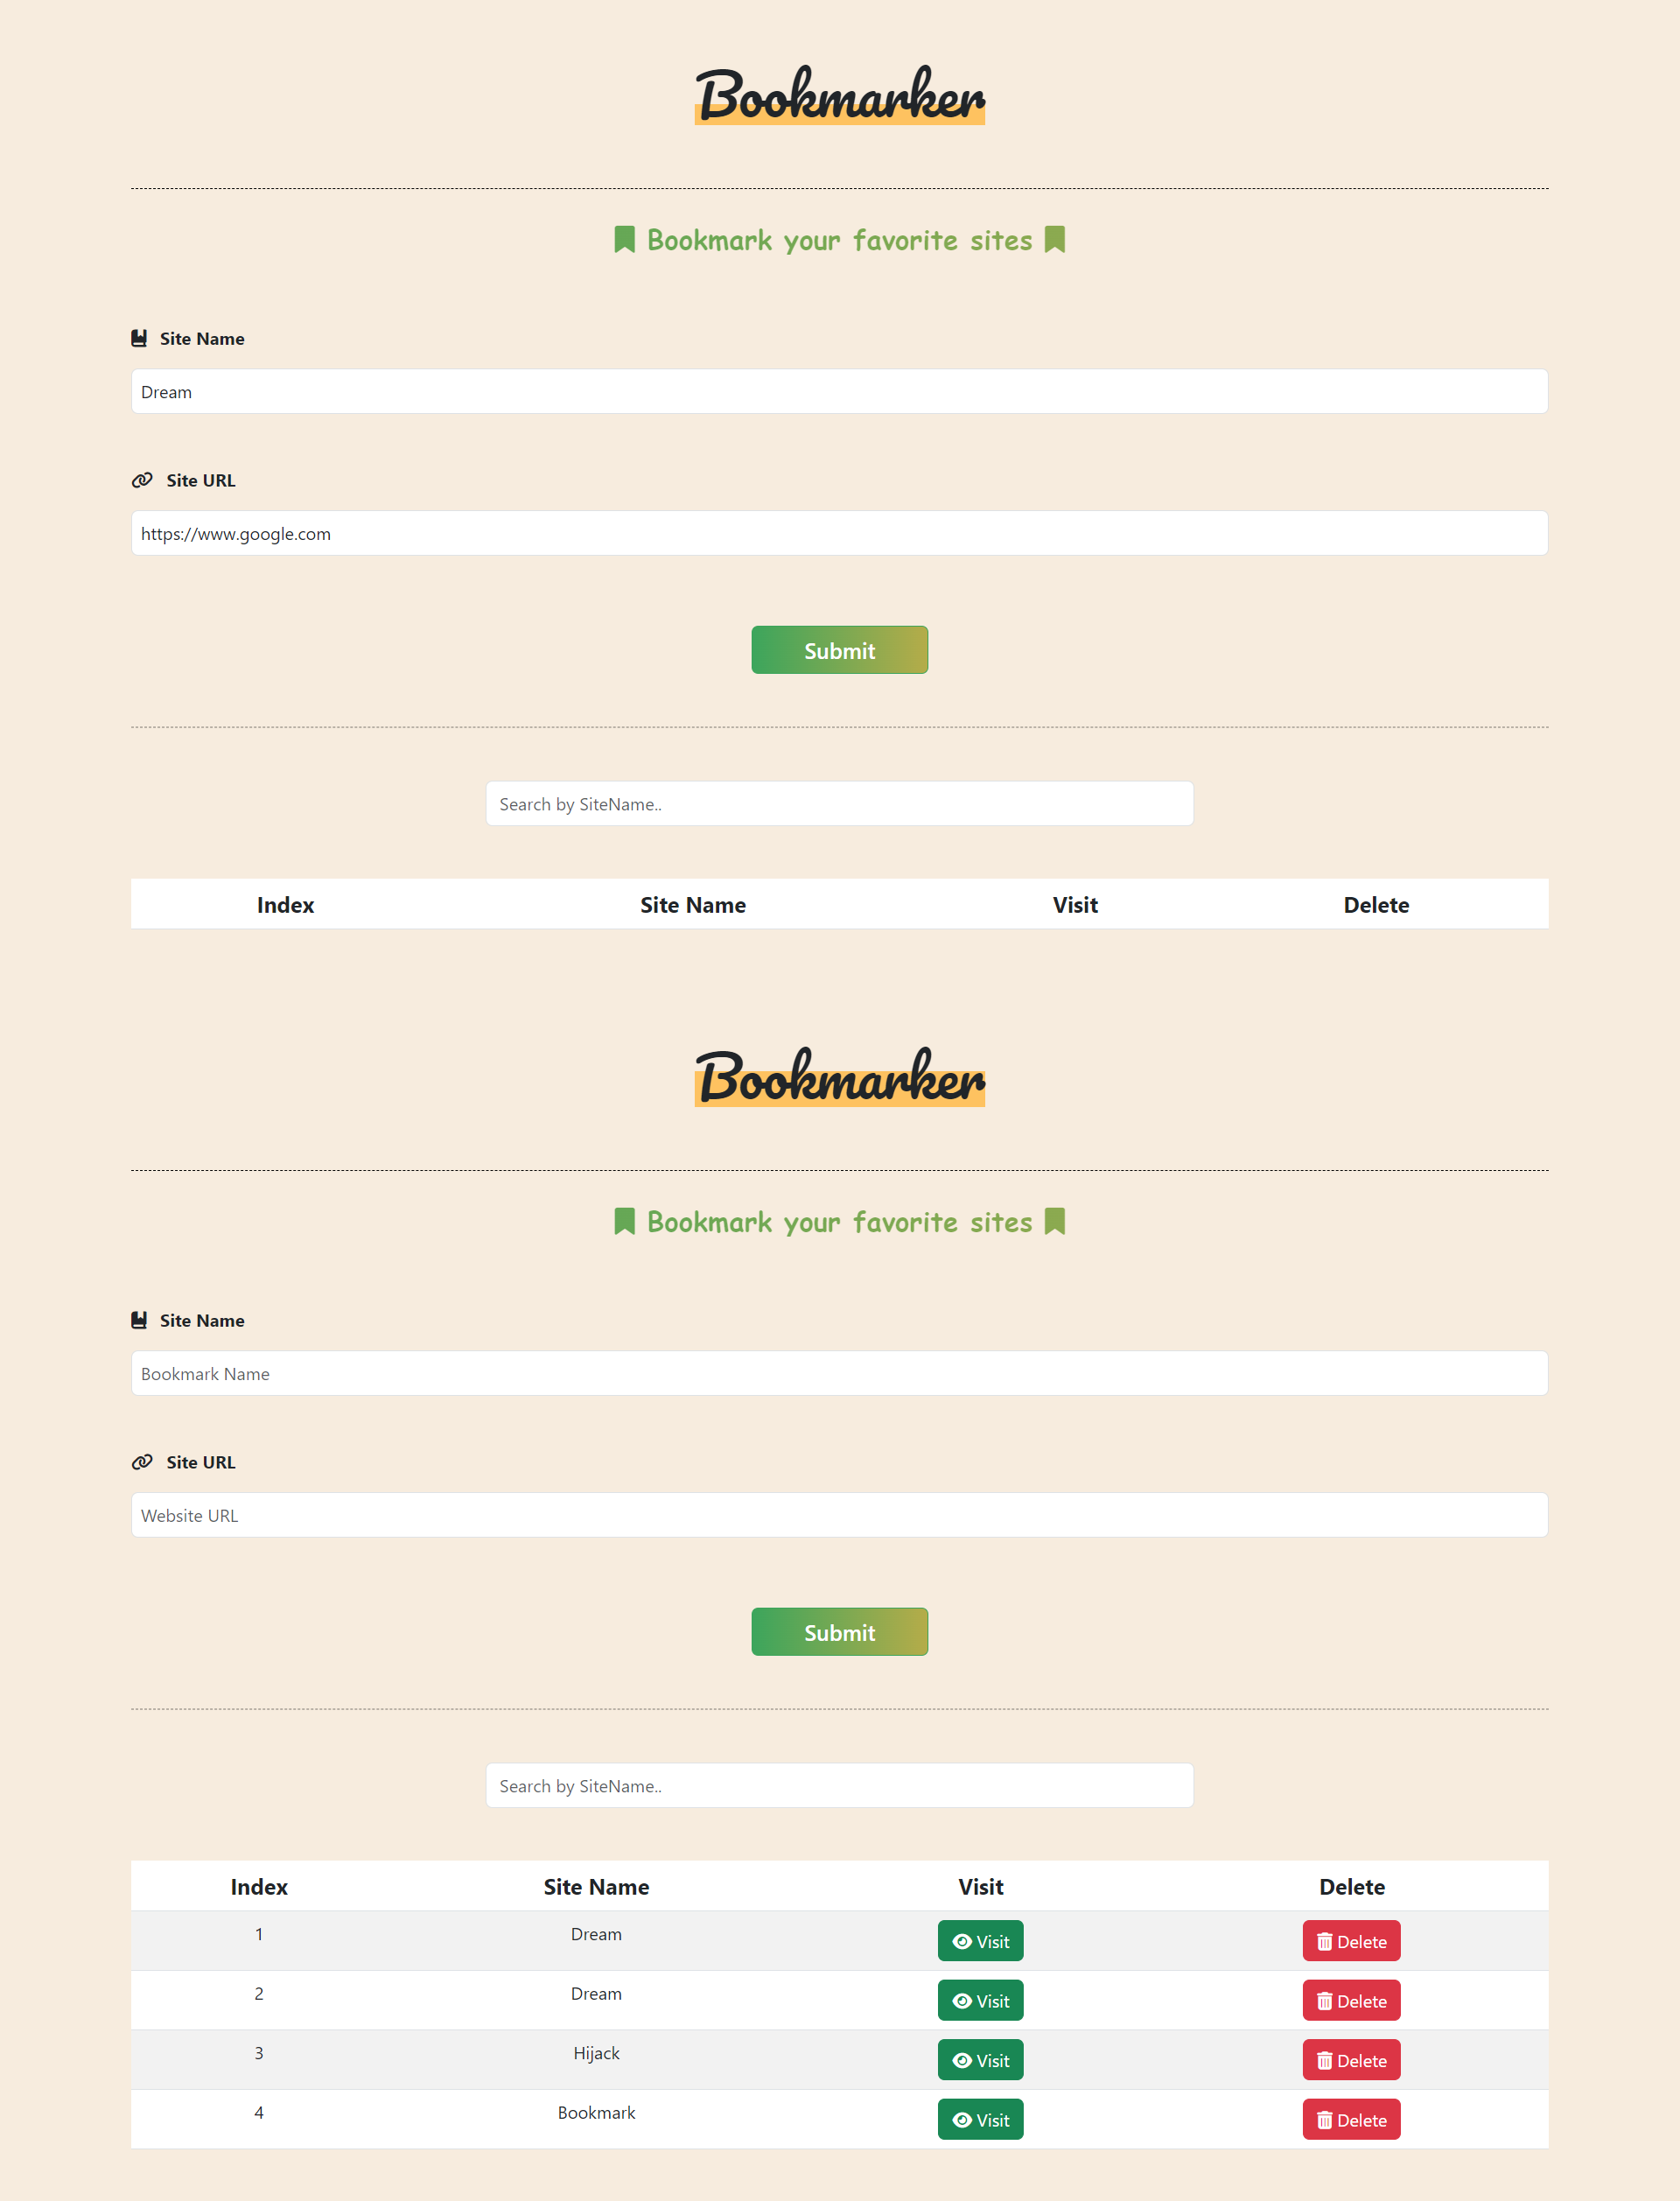 Bookmarker
Bookmark your favorite sites
Site Name
Dream
Site URL
https://www.google.com
Submit
Search by SiteName..
Index Site Name Visit Delete
Bookmarker
Bookmark your favorite sites
Site Name
Bookmark Name
Site URL
Website URL
Submit
Search by SiteName..
Index Site Name Visit Delete
1 Dream Visit Delete
2 Dream Visit Delete
3 Hijack Visit Delete
4 Bookmark Visit Delete